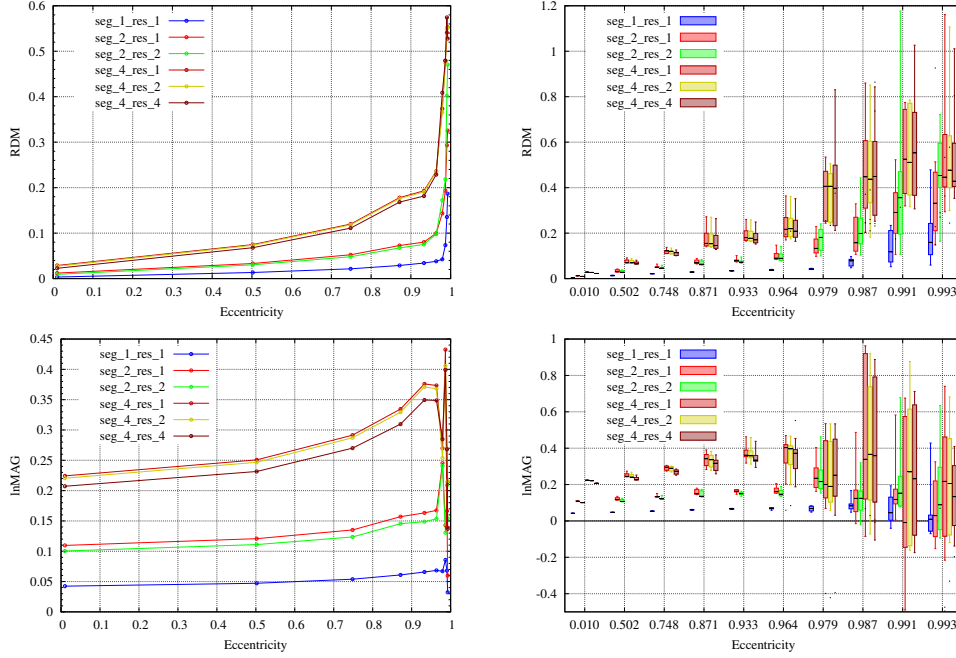 0.6
0.5
0.4
0.3
0.2
0.1
0
RDM
0 0.1 0.2 0.3 0.4 0.5 0.6 0.7 0.8 0.9 1
Eccentricity
seg_1_res_1
seg_2_res_1
seg_2_res_2
seg_4_res_1
seg_4_res_2
seg_4_res_4
1.2
1
0.8
0.6
0.4
0.2
0
RDM
0.010 0.502 0.748 0.871 0.933 0.964 0.979 0.987 0.991 0.993
Eccentricity
seg_1_res_1
seg_2_res_1
seg_2_res_2
seg_4_res_1
seg_4_res_2
seg_4_res_4
0.45
0.4
0.35
0.3
0.25
0.2
0.15
0.1
0.05
0
lnMAG
0 0.1 0.2 0.3 0.4 0.5 0.6 0.7 0.8 0.9 1
Eccentricity
seg_1_res_1
seg_2_res_1
seg_2_res_2
seg_4_res_1
seg_4_res_2
seg_4_res_4
1
0.8
0.6
0.4
0.2
0
-0.2
-0.4
lnMAG
0.010 0.502 0.748 0.871 0.933 0.964 0.979 0.987 0.991 0.993
Eccentricity
seg_1_res_1
seg_2_res_1
seg_2_res_2
seg_4_res_1
seg_4_res_2
seg_4_res_4